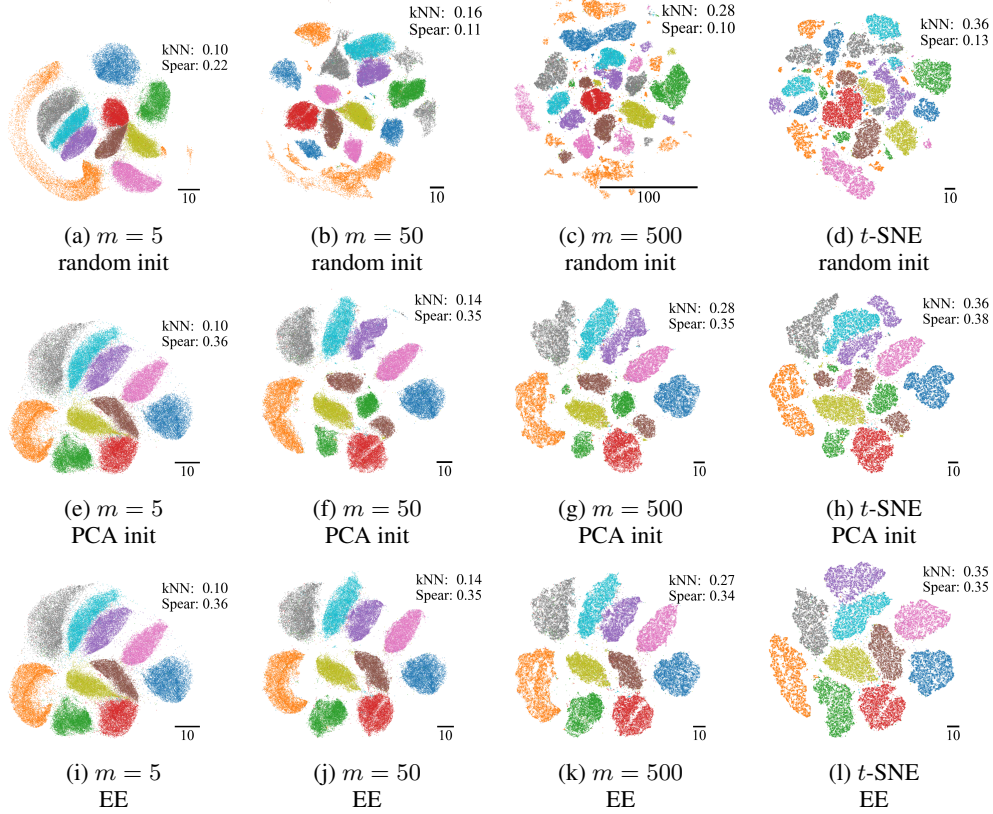 kNN: 0.10
Spear: 0.22
10
(a) m = 5
random init
kNN: 0.16
Spear: 0.11
10
(b) m = 50
random init
kNN: 0.28
Spear: 0.10
100
(c) m = 500
random init
kNN: 0.36
Spear: 0.13
10
(d) t-SNE
random init
kNN: 0.10
Spear: 0.36
10
(e) m = 5
PCA init
kNN: 0.14
Spear: 0.35
10
(f) m = 50
PCA init
kNN: 0.28
Spear: 0.35
10
(g) m = 500
PCA init
kNN: 0.36
Spear: 0.38
10
(h) t-SNE
PCA init
kNN: 0.10
Spear: 0.36
10
(i) m = 5
EE
kNN: 0.14
Spear: 0.35
10
(j) m = 50
EE
kNN: 0.27
Spear: 0.34
10
(k) m = 500
EE
kNN: 0.35
Spear: 0.35
10
(l) t-SNE
EE